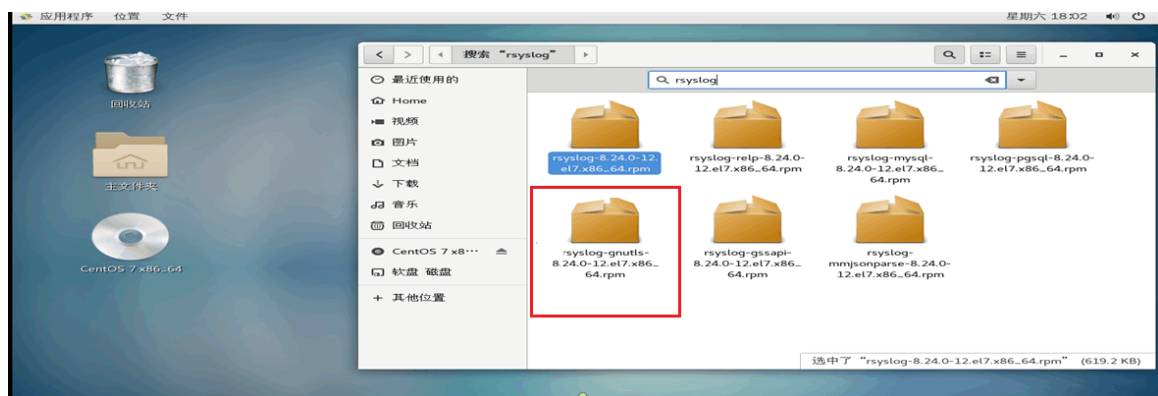 应用程序 位置 文件 星期六 18:02
回收站
主文件夹
CentOS 7 x86_64
搜索 "rsyslog"
rsyslog
最近使用的
Home
视频
图片
文档
下载
音乐
回收站
CentOS 7 x8…
软盘 磁盘
+ 其他位置
rsyslog-8.24.0-12.
el7.x86_64.rpm
rsyslog-relp-8.24.0-
12.el7.x86_64.rpm
rsyslog-mysql-
8.24.0-12.el7.x86_
64.rpm
rsyslog-pgsql-8.24.0-
12.el7.x86_64.rpm
rsyslog-gnutls-
8.24.0-12.el7.x86_
64.rpm
rsyslog-gssapi-
8.24.0-12.el7.x86_
64.rpm
rsyslog-
mmjsonparse-8.24.0-
12.el7.x86_64.rpm
选中了 "rsyslog-8.24.0-12.el7.x86_64.rpm" (619.2 KB)